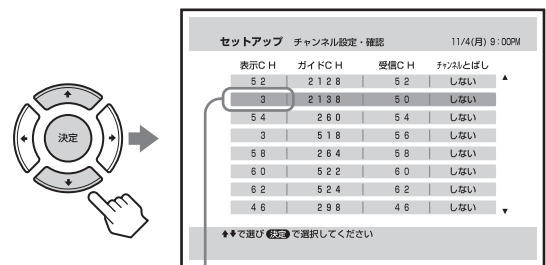 セットアップ チャンネル設定・確認 11/4(月) 9:00PM
表示CH ガイドCH 受信CH チャンネルとばし
52 2128 52 しない
3 2138 50 しない
54 260 54 しない
3 518 56 しない
58 264 58 しない
60 522 60 しない
62 524 62 しない
46 298 46 しない
決定
で選び 決定 で選択してください